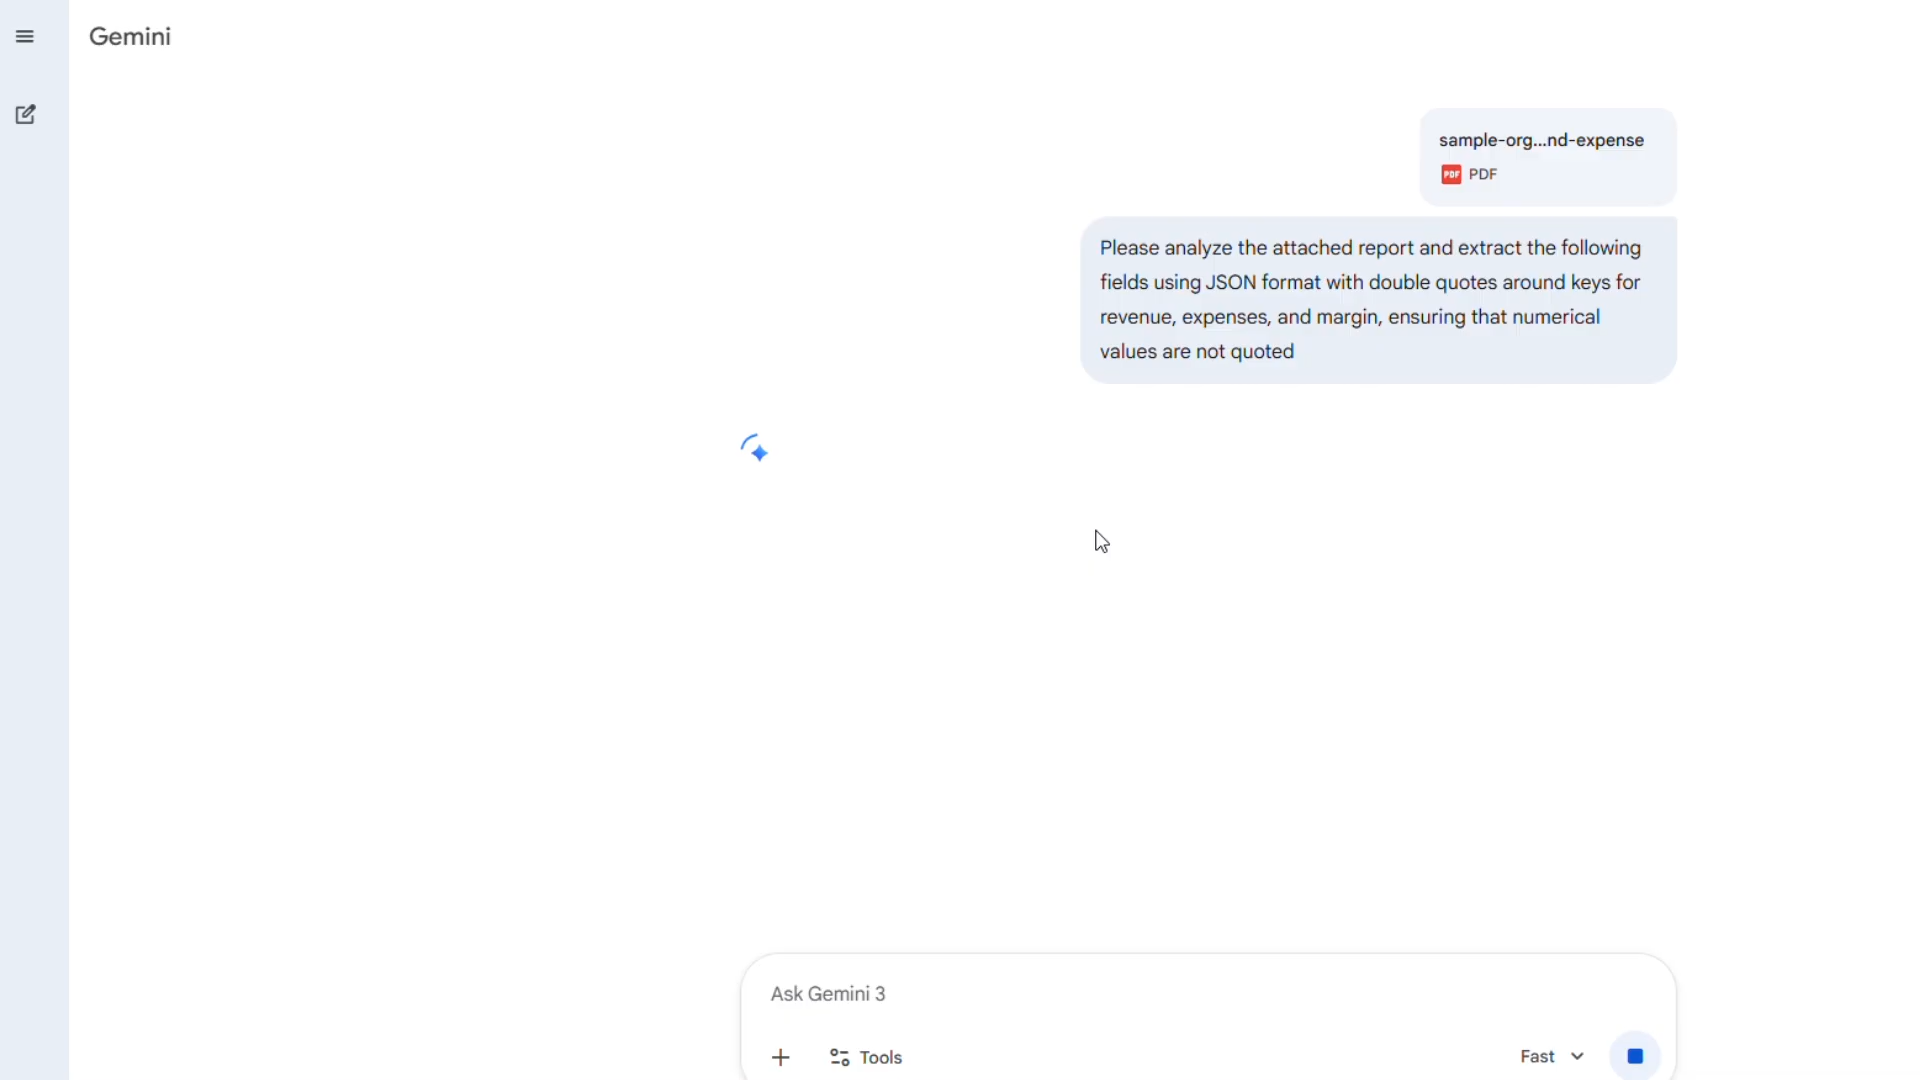 Gemini
sample-org...nd-expense
PDF PDF
Please analyze the attached report and extract the following
fields using JSON format with double quotes around keys for
revenue, expenses, and margin, ensuring that numerical
values are not quoted
Ask Gemini 3
Tools
Fast